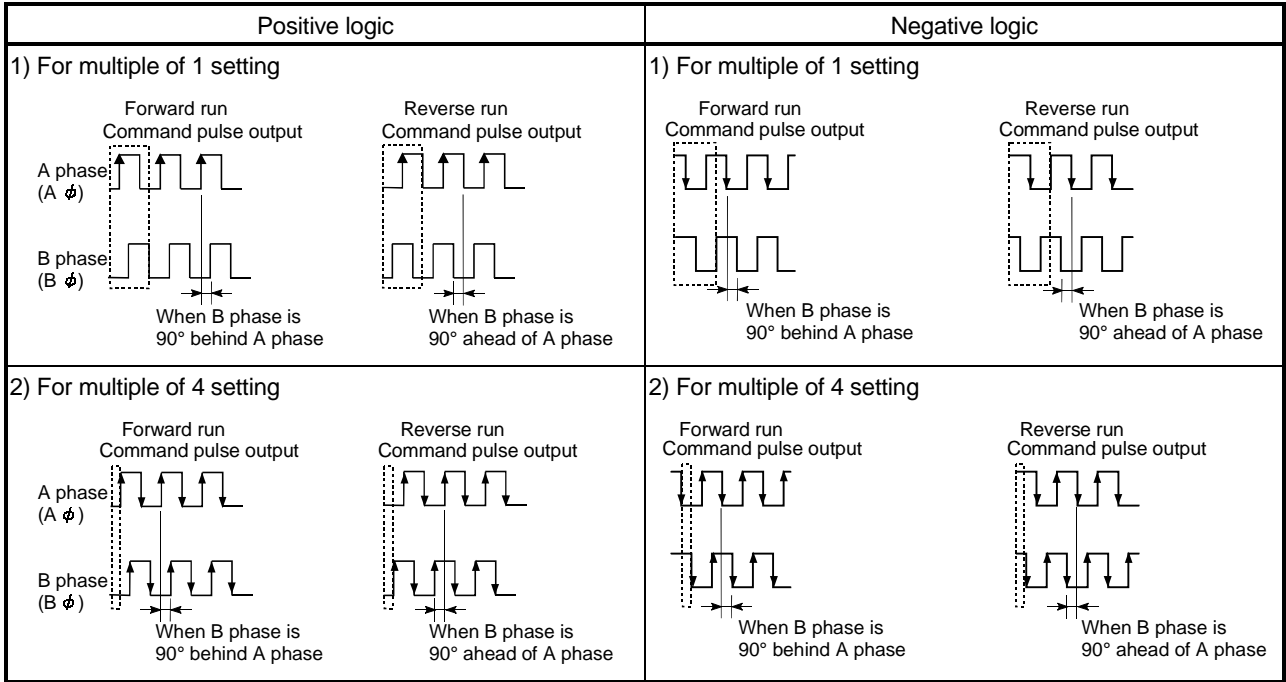 Positive logic
Negative logic
1) For multiple of 1 setting
Forward run
Command pulse output
Reverse run
Command pulse output
A phase
(A ϕ)
B phase
(B ϕ)
When B phase is
90° behind A phase
When B phase is
90° ahead of A phase
1) For multiple of 1 setting
Forward run
Command pulse output
Reverse run
Command pulse output
When B phase is
90° behind A phase
When B phase is
90° ahead of A phase
2) For multiple of 4 setting
Forward run
Command pulse output
Reverse run
Command pulse output
A phase
(A ϕ)
B phase
(B ϕ)
When B phase is
90° behind A phase
When B phase is
90° ahead of A phase
2) For multiple of 4 setting
Forward run
Command pulse output
Reverse run
Command pulse output
When B phase is
90° behind A phase
When B phase is
90° ahead of A phase